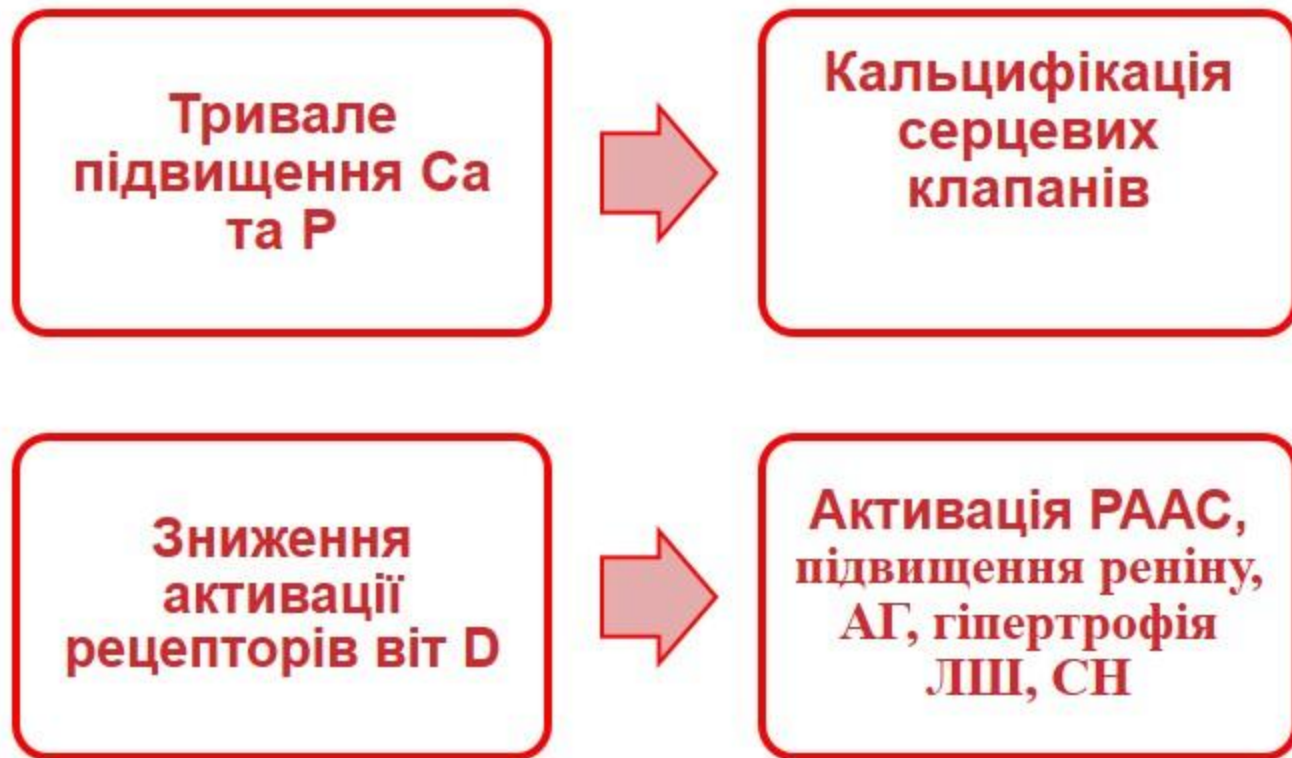 Тривале
підвищення Са
та Р
Кальцифікація
серцевих
клапанів
Зниження
активації
рецепторів віт D
Активація РААС,
підвищення реніну,
АГ, гіпертрофія
ЛШ, СН